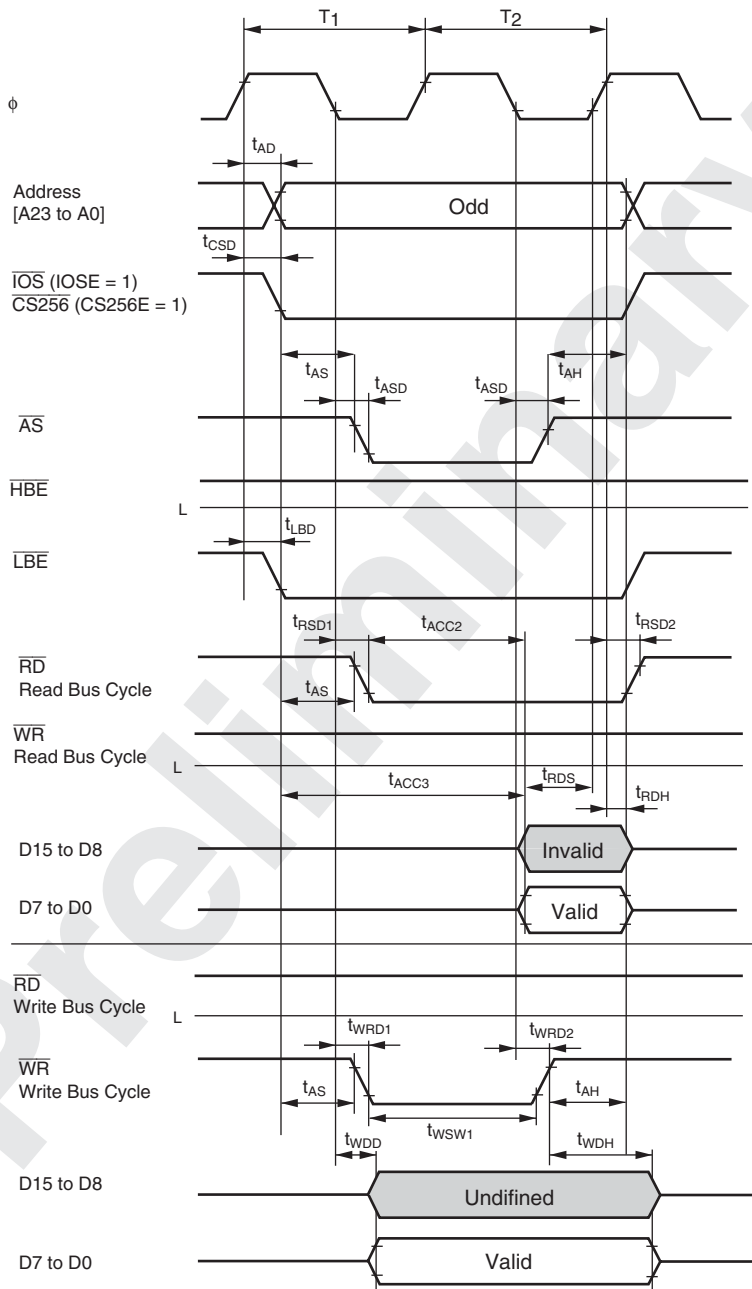 T1 T2
ϕ
tAD
Address
[A23 to A0]
Odd
tCSD
IOS (IOSE = 1)
CS256 (CS256E = 1)
tAS tASD tASD tAH
AS
HBE
L
tLBD
LBE
tRSD1 tACC2 tRSD2
RD
Read Bus Cycle
tAS
WR
Read Bus Cycle
L
tACC3 tRDS
tRDH
D15 to D8
Invalid
D7 to D0
Valid
RD
Write Bus Cycle
L
tWRD1 tWRD2
WR
Write Bus Cycle
tAS tWSW1 tAH
tWDD tWDH
D15 to D8
Undifined
D7 to D0
Valid
Preliminary